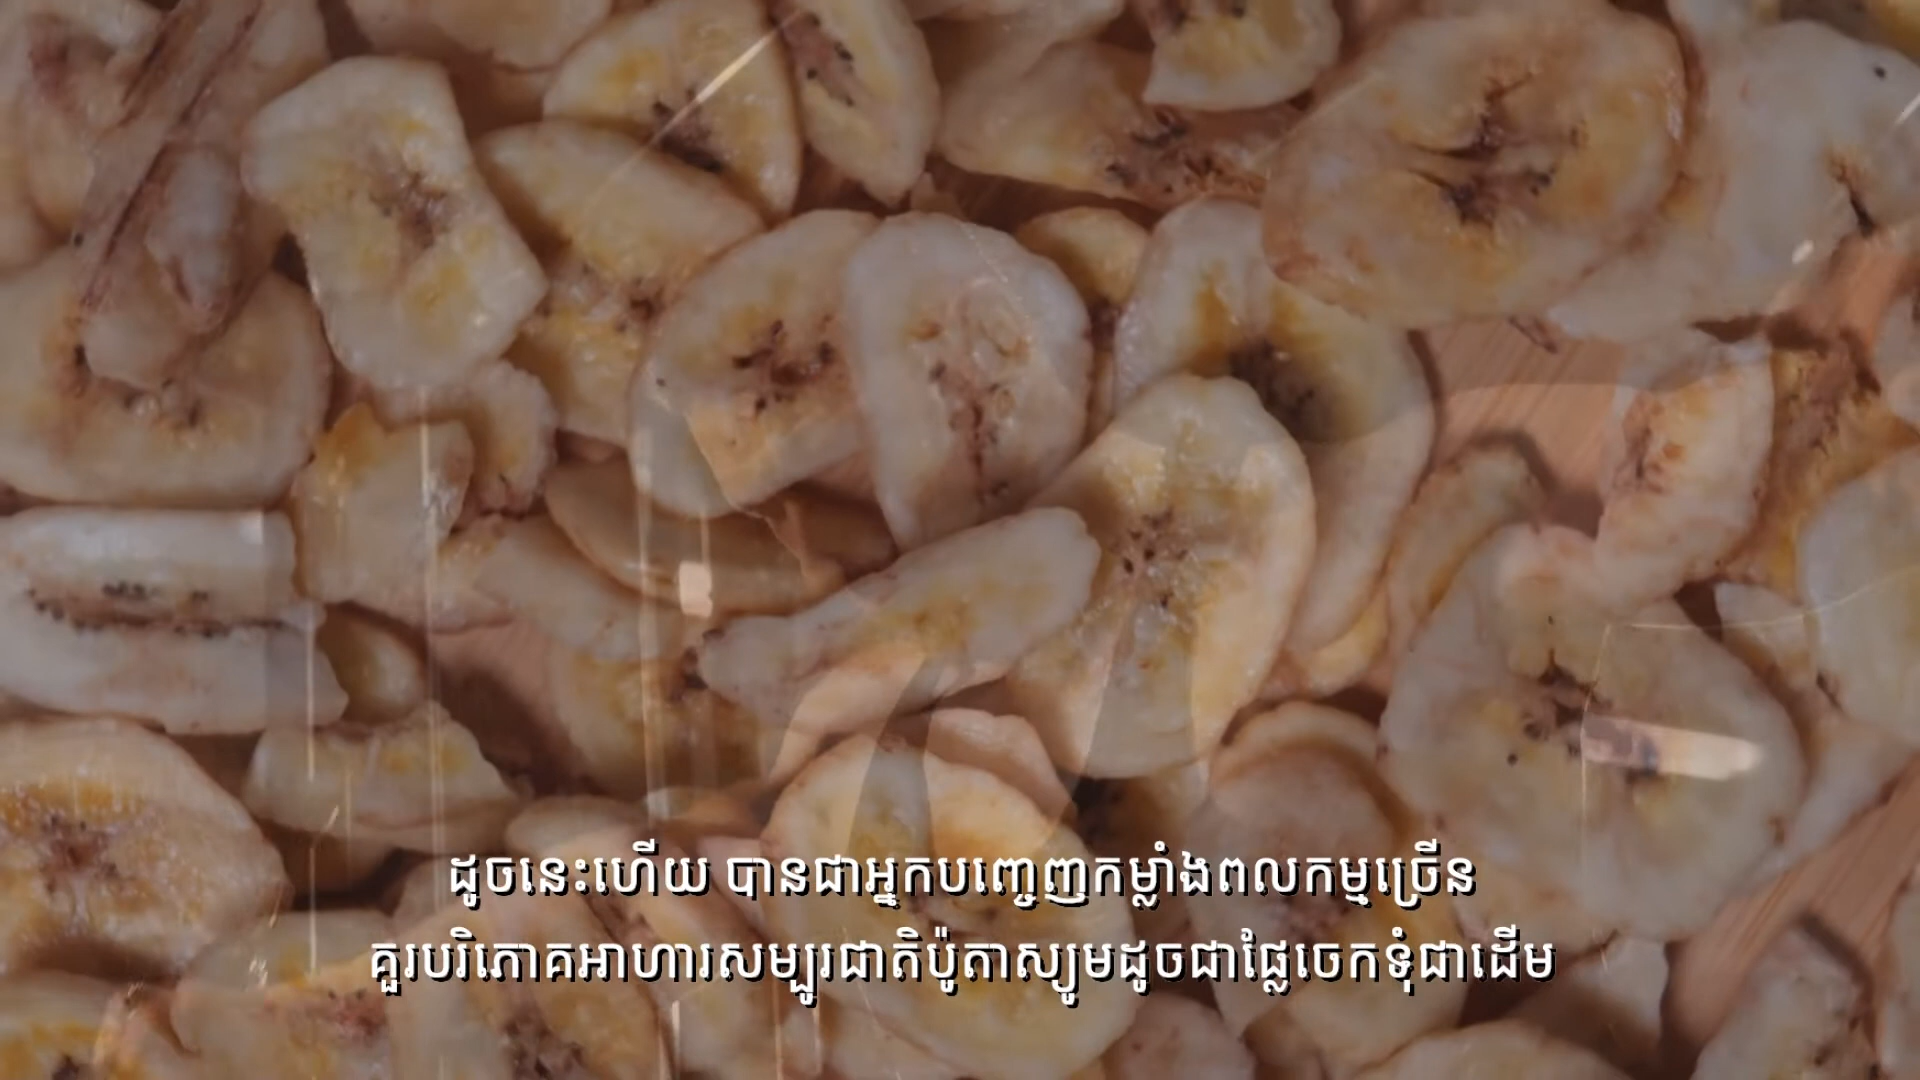 ដូចនេះហើយ បានជាអ្នកបញ្ចេញកម្លាំងពលកម្មច្រើន
គួរបរិភោគអាហារសម្បូរជាតិប៉ូតាស្យូមដូចជាផ្លែចេកទុំជាដើម